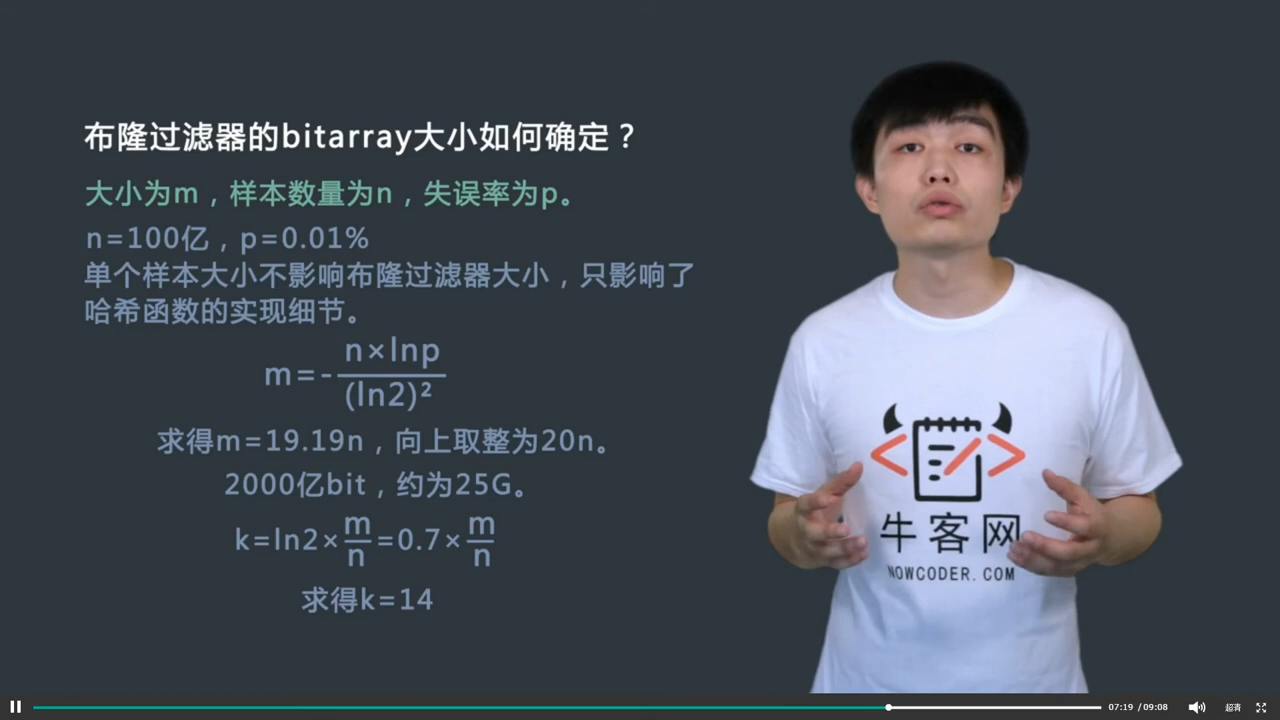 布隆过滤器的bitarray大小如何确定？
大小为m，样本数量为n，失误率为p。
n=100亿，p=0.01%
单个样本大小不影响布隆过滤器大小，只影响了
哈希函数的实现细节。
m=-n×lnp/(ln2)²
求得m=19.19n，向上取整为20n。
2000亿bit，约为25G。
k=ln2×m/n=0.7×m/n
求得k=14
牛客网
NOWCODER.COM
07:19 /09:08
超清